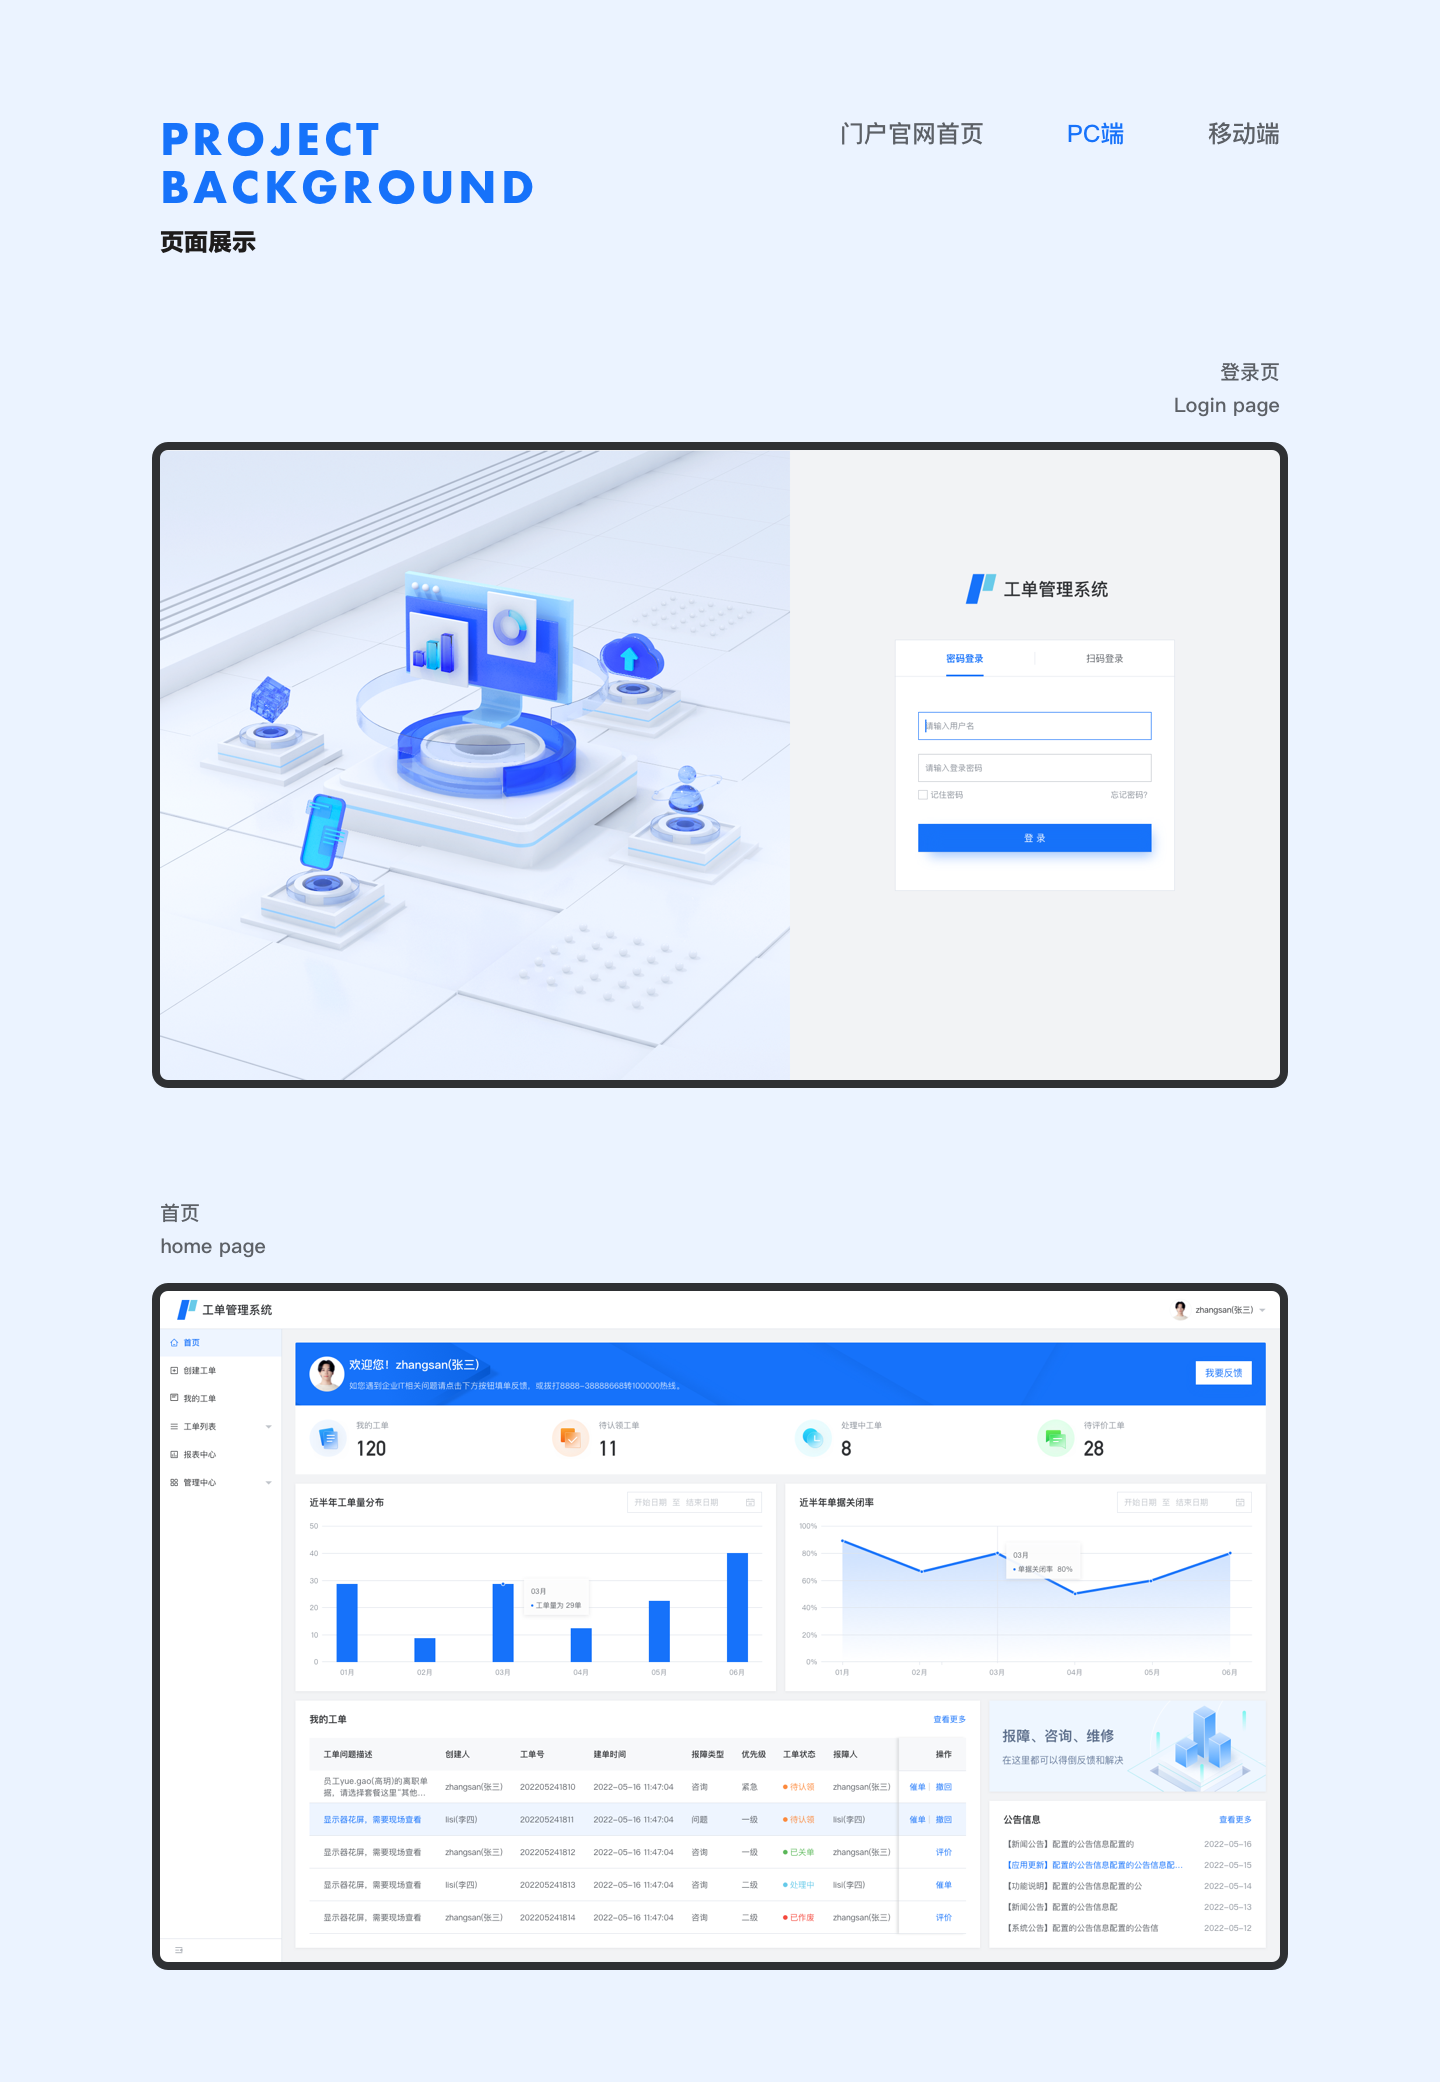 PROJECT
BACKGROUND
页面展示
门户官网首页
PC端
移动端
登录页
Login page
工单管理系统
密码登录
扫码登录
请输入用户名
请输入登录密码
记住密码
忘记密码?
登 录
首页
home page
工单管理系统
zhangsan(张三)
首页
创建工单
我的工单
工单列表
报表中心
管理中心
欢迎您！zhangsan(张三)
如您遇到企业IT相关问题请点击下方按钮填单反馈，或拨打8888-38888668转100000热线。
我要反馈
我的工单
120
待认领工单
11
处理中工单
8
待评价工单
28
近半年工单量分布
开始日期 至 结束日期
50
40
30
20
10
0
03月
工单量为 29单
01月 02月 03月 04月 05月 06月
近半年单据关闭率
开始日期 至 结束日期
100%
80%
60%
40%
20%
0%
03月
单据关闭率 80%
01月 02月 03月 04月 05月 06月
我的工单
查看更多
工单问题描述 创建人 工单号 建单时间 报障类型 优先级 工单状态 报障人 操作
员工yue.gao(高玥)的离职单
据，请选择套餐这里"其他... zhangsan(张三) 202205241810 2022-05-16 11:47:04 咨询 紧急 待认领 zhangsan(张三) 催单 撤回
显示器花屏，需要现场查看 lisi(李四) 202205241811 2022-05-16 11:47:04 问题 一级 待认领 lisi(李四) 催单 撤回
显示器花屏，需要现场查看 zhangsan(张三) 202205241812 2022-05-16 11:47:04 咨询 一级 已关单 zhangsan(张三) 评价
显示器花屏，需要现场查看 lisi(李四) 202205241813 2022-05-16 11:47:04 咨询 二级 处理中 lisi(李四) 催单
显示器花屏，需要现场查看 zhangsan(张三) 202205241814 2022-05-16 11:47:04 咨询 二级 已作废 zhangsan(张三) 评价
报障、咨询、维修
在这里都可以得倒反馈和解决
公告信息
查看更多
【新闻公告】配置的公告信息配置的 2022-05-16
【应用更新】配置的公告信息配置的公告信息配... 2022-05-15
【功能说明】配置的公告信息配置的公 2022-05-14
【新闻公告】配置的公告信息配 2022-05-13
【系统公告】配置的公告信息配置的公告信 2022-05-12